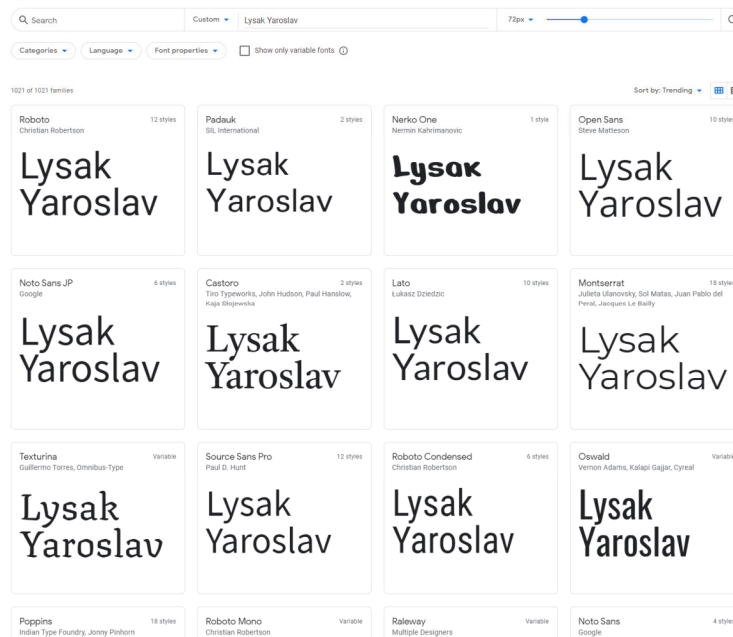 Search
Custom
Lysak Yaroslav
72px
Categories
Language
Font properties
Show only variable fonts
1021 of 1021 families
Sort by: Trending
Roboto
12 styles
Christian Robertson
Lysak
Yaroslav
Padauk
2 styles
SIL International
Lysak
Yaroslav
Nerko One
1 style
Nermin Kahrimanovic
Lysak
Yaroslav
Open Sans
10 styles
Steve Matteson
Lysak
Yaroslav
Noto Sans JP
6 styles
Google
Lysak
Yaroslav
Castoro
2 styles
Tiro Typeworks, John Hudson, Paul Hanslow,
Kaja Słojewska
Lysak
Yaroslav
Lato
10 styles
Łukasz Dziedzic
Lysak
Yaroslav
Montserrat
18 styles
Julieta Ulanovsky, Sol Matas, Juan Pablo del
Peral, Jacques Le Bailly
Lysak
Yaroslav
Texturina
Variable
Guillermo Torres, Omnibus-Type
Lysak
Yaroslav
Source Sans Pro
12 styles
Paul D. Hunt
Lysak
Yaroslav
Roboto Condensed
6 styles
Christian Robertson
Lysak
Yaroslav
Oswald
Variable
Vernon Adams, Kalapi Gajjar, Cyreal
Lysak
Yaroslav
Poppins
18 styles
Indian Type Foundry, Jonny Pinhorn
Roboto Mono
Variable
Christian Robertson
Raleway
Variable
Multiple Designers
Noto Sans
4 styles
Google